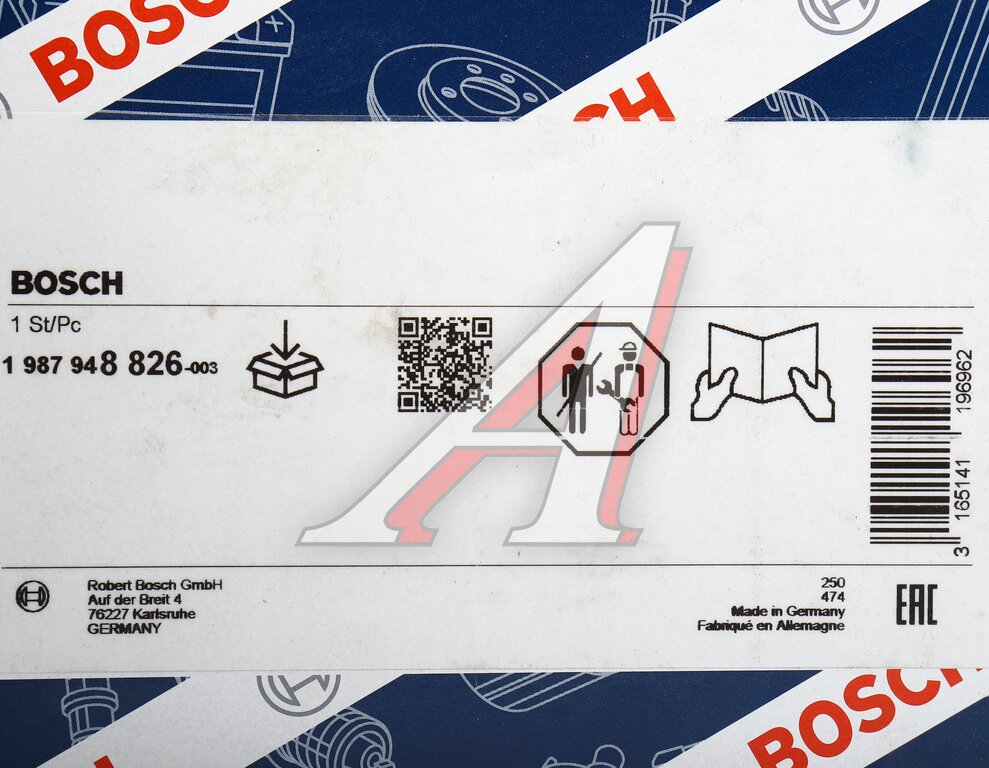 BOSCH
BOSCH
BOSCH
1 St/Pc
1 987 948 826-003
3 165141 196962
Robert Bosch GmbH
Auf der Breit 4
76227 Karlsruhe
GERMANY
250
474
Made in Germany
Fabriqué en Allemagne
EAC
BOSCH